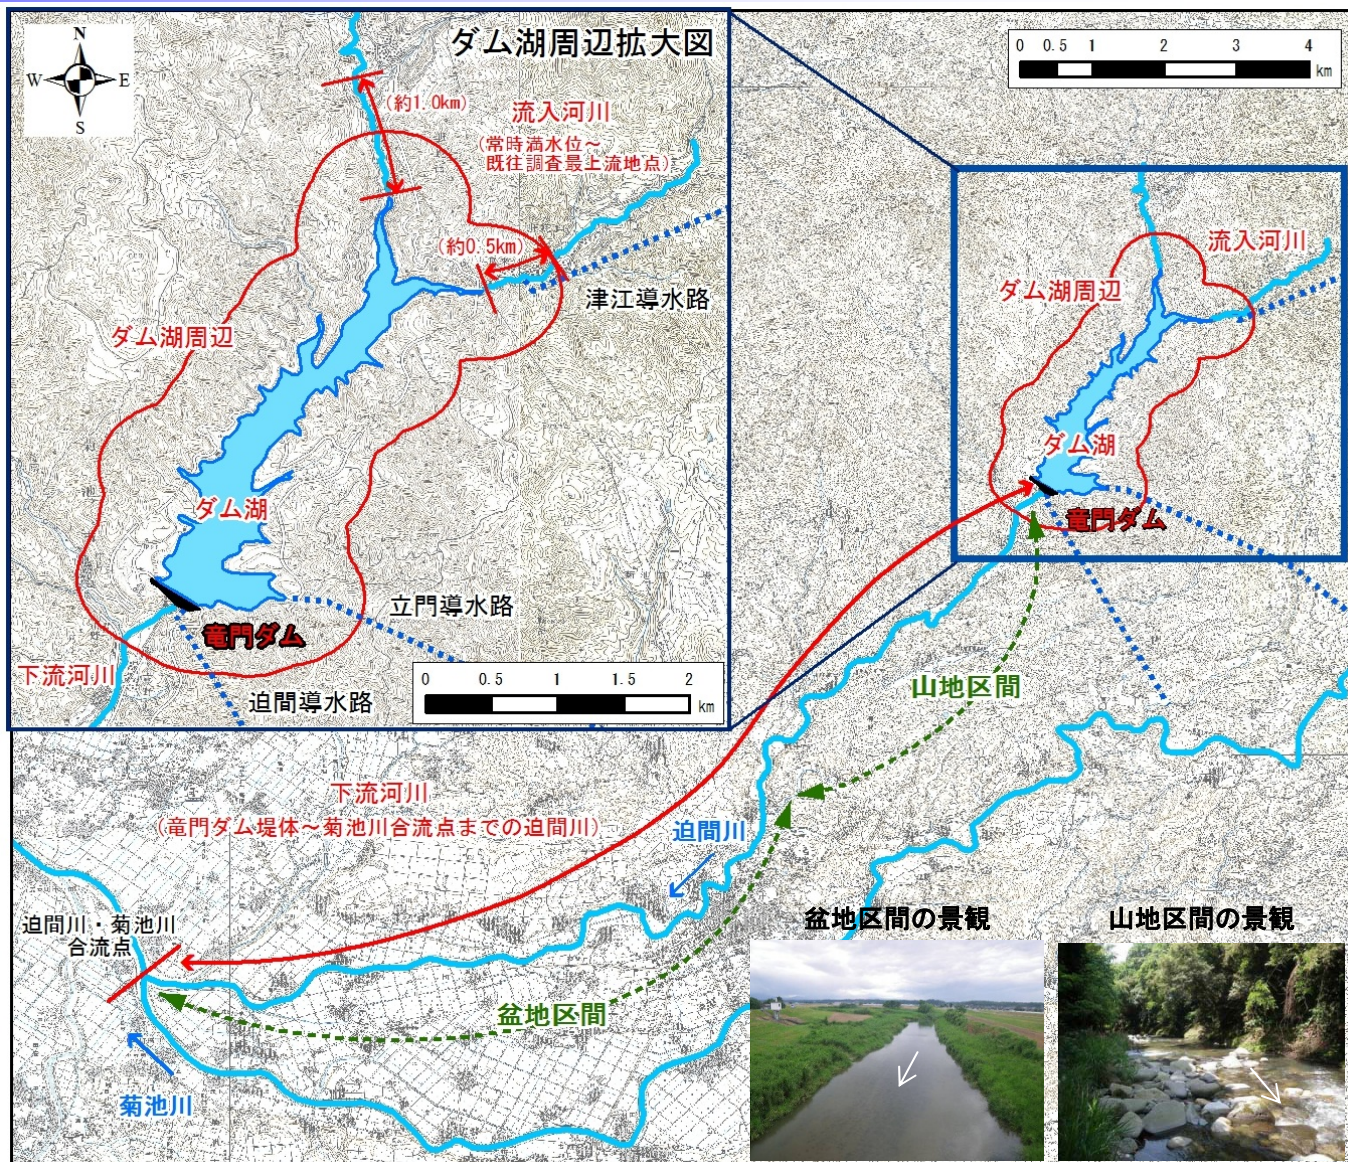 ダム湖周辺拡大図
N
W
E
S
(約1.0km)
流入河川
(常時満水位～
既往調査最上流地点)
(約0.5km)
津江導水路
ダム湖周辺
ダム湖
立門導水路
竜門ダム
下流河川
迫間導水路
0 0.5 1 1.5 2
km
0 0.5 1 2 3 4
km
流入河川
ダム湖周辺
ダム湖
竜門ダム
山地区間
下流河川
(竜門ダム堤体～菊池川合流点までの迫間川)
迫間川
迫間川・菊池川
合流点
盆地区間
菊池川
盆地区間の景観
山地区間の景観